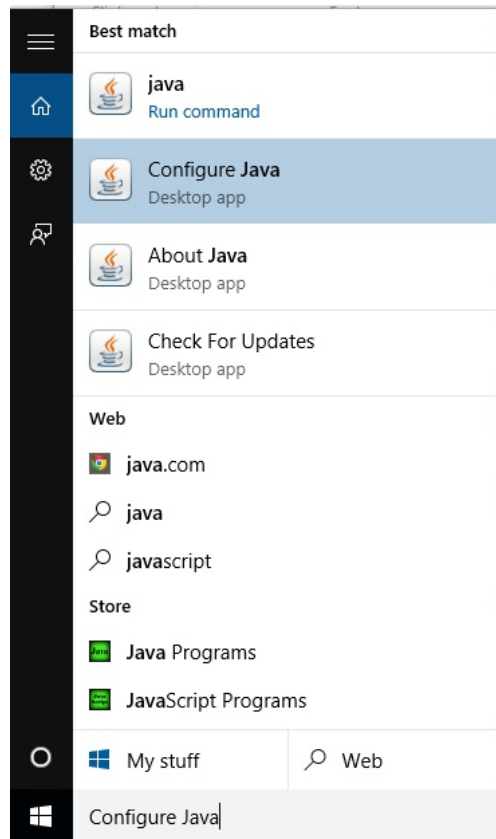 Best match
java
Run command
Configure Java
Desktop app
About Java
Desktop app
Check For Updates
Desktop app
Web
java.com
java
javascript
Store
Java Programs
JavaScript Programs
My stuff
Web
Configure Java